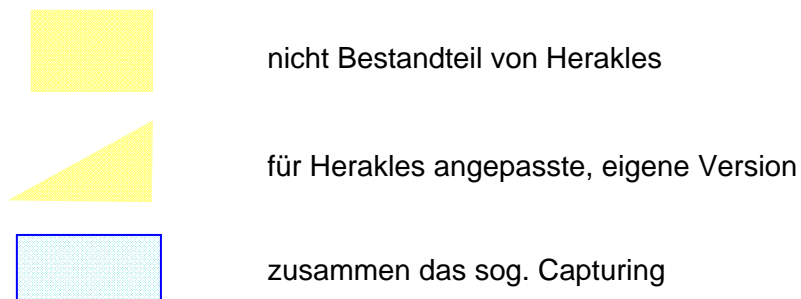 nicht Bestandteil von Herakles
für Herakles angepasste, eigene Version
zusammen das sog. Capturing